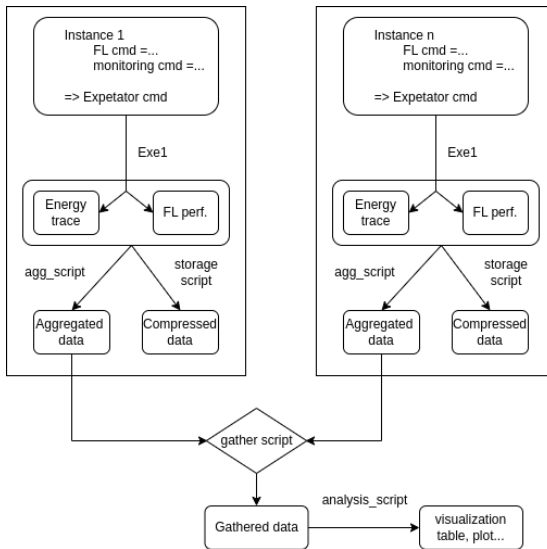 Instance 1
FL cmd =...
monitoring cmd =...
=> Expetator cmd
Exe1
Energy
trace
FL perf.
agg_script
storage
script
Aggregated
data
Compressed
data
Instance n
FL cmd =...
monitoring cmd =...
=> Expetator cmd
Exe1
Energy
trace
FL perf.
agg_script
storage
script
Aggregated
data
Compressed
data
gather script
Gathered data
analysis_script
visualization
table, plot...